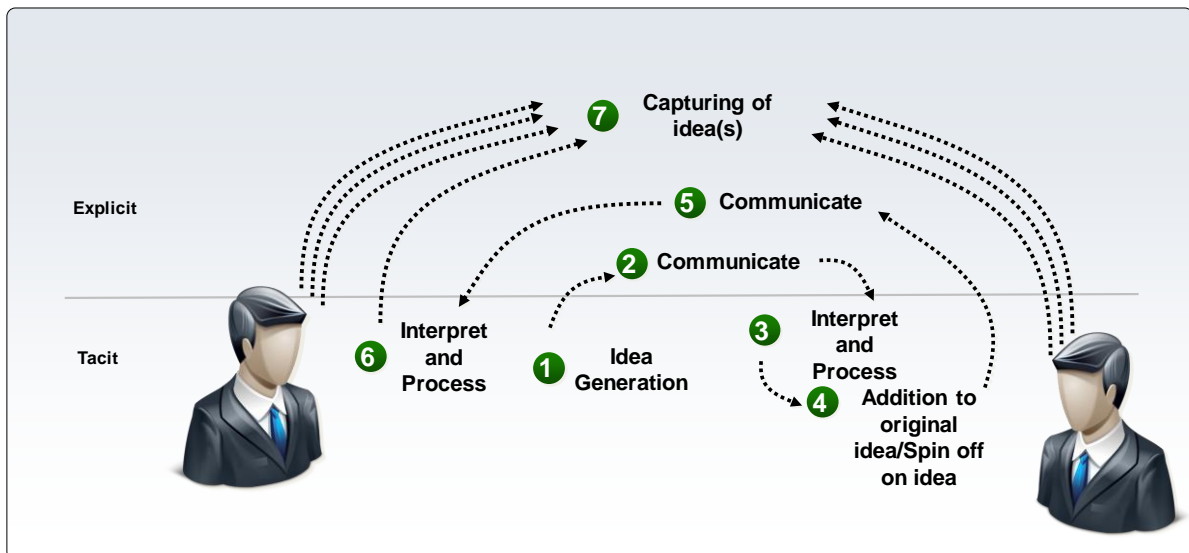 7 Capturing of
idea(s)
Explicit
5 Communicate
2 Communicate
Tacit
6 Interpret
and
Process
1 Idea
Generation
3 Interpret
and
Process
4 Addition to
original
idea/Spin off
on idea